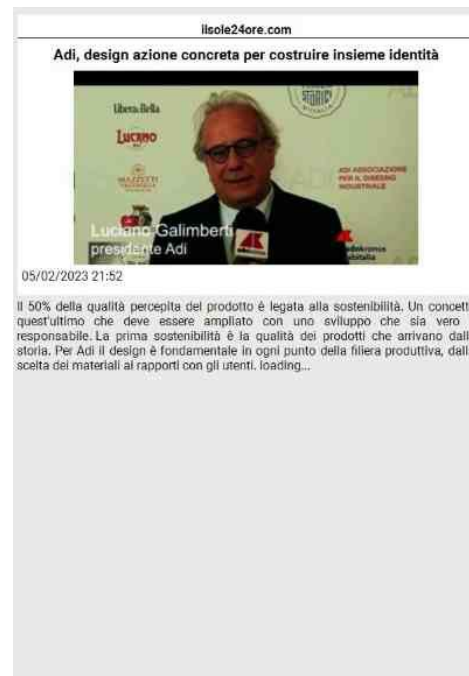 ilsole24ore.com
Adi, design azione concreta per costruire insieme identità
Libera Bella
LUCANO
MAZZETTI
STORICI
ADI ASSOCIAZIONE
PER IL DISEGNO
INDUSTRIALE
Luciano Galimberti
presidente Adi
adnkronos
labitalia
05/02/2023 21:52
Il 50% della qualità percepita del prodotto è legata alla sostenibilità. Un concett
quest'ultimo che deve essere ampliato con uno sviluppo che sia vero
responsabile. La prima sostenibilità è la qualità dei prodotti che arrivano dall
storia. Per Adi il design è fondamentale in ogni punto della filiera produttiva, dall
scelta dei materiali ai rapporti con gli utenti. loading...